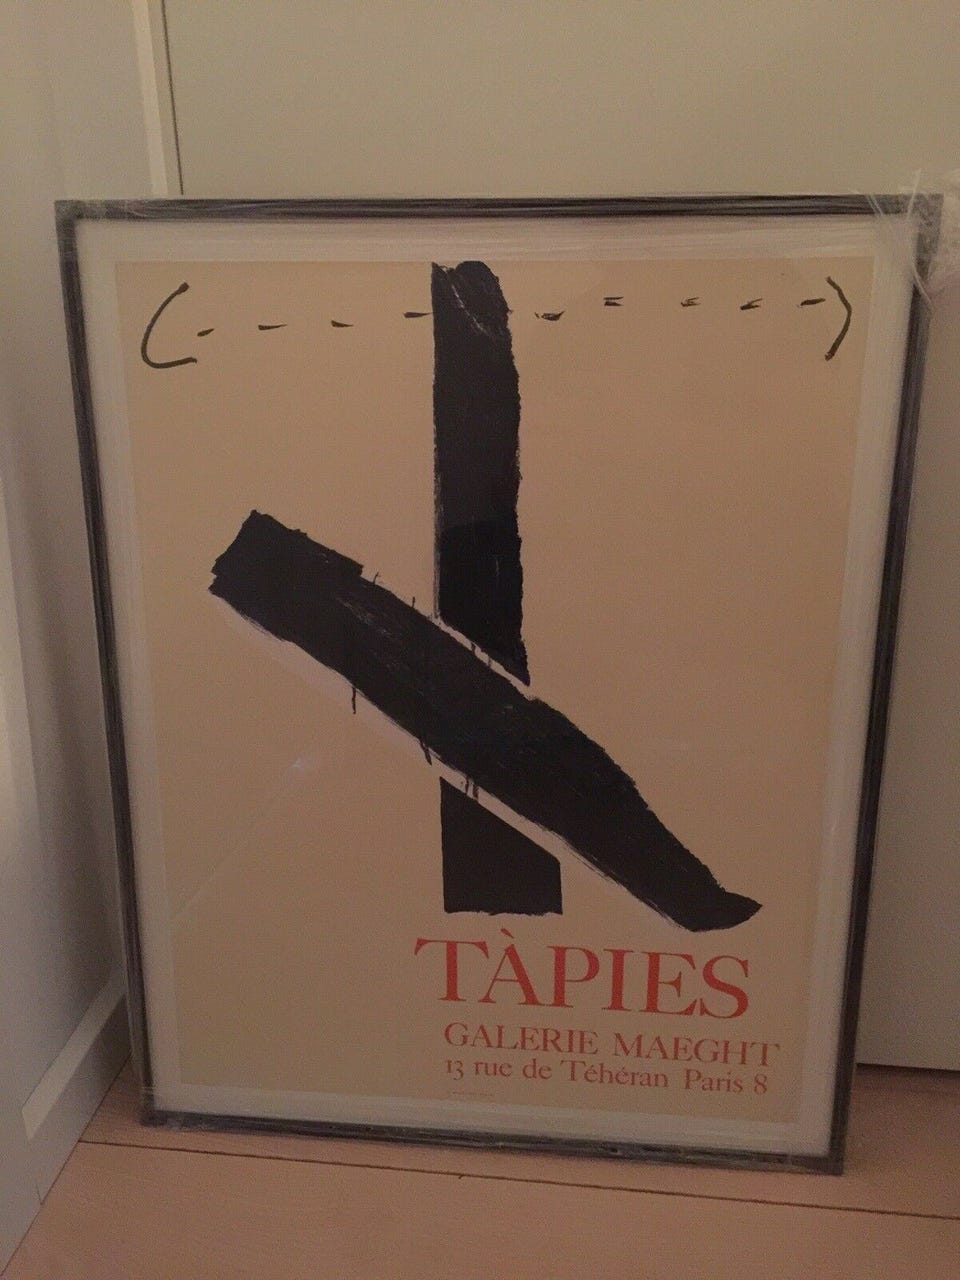 TÀPIES
GALERIE MAEGHT
13 rue de Téhéran Paris 8